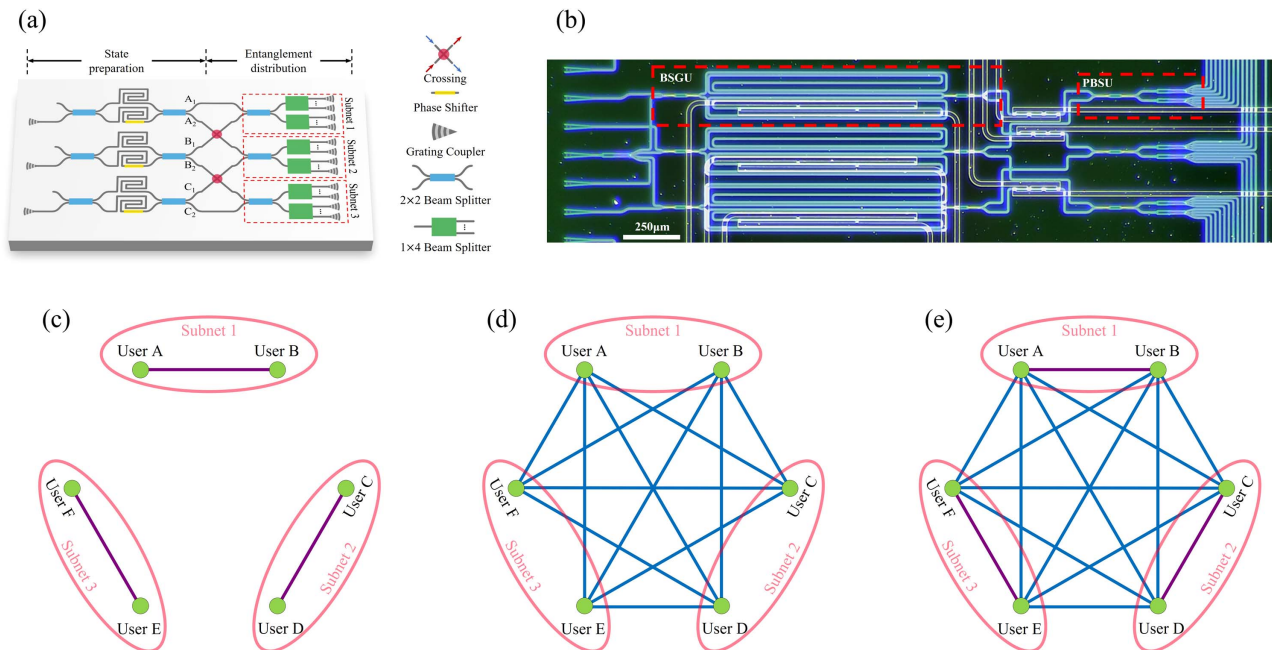 (a)
State
preparation
Entanglement
distribution
A1
A2
B1
B2
C1
C2
Subnet 1
Subnet 2
Subnet 3
Crossing
Phase Shifter
Grating Coupler
2×2 Beam Splitter
1×4 Beam Splitter
(b)
BSGU
PBSU
250μm
(c)
Subnet 1
User A
User B
User F
User C
Subnet 3
Subnet 2
User E
User D
(d)
Subnet 1
User A
User B
User F
User C
Subnet 3
Subnet 2
User E
User D
(e)
Subnet 1
User A
User B
User F
User C
Subnet 3
Subnet 2
User E
User D